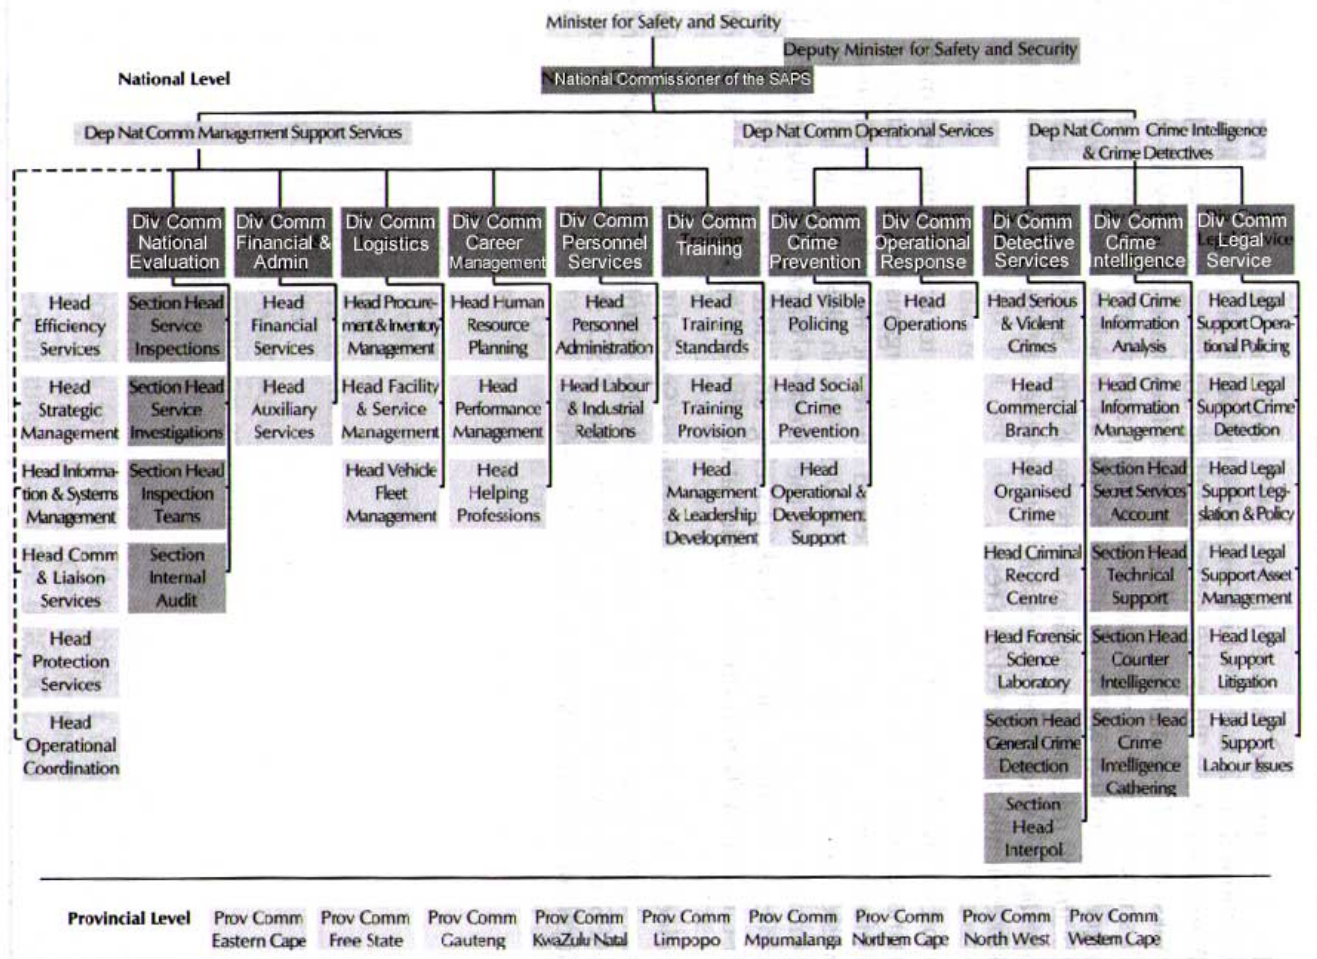 Minister for Safety and Security
Deputy Minister for Safety and Security
National Level
National Commissioner of the SAPS
Dep Nat Comm Management Support Services
Dep Nat Comm Operational Services
Dep Nat Comm Crime Intelligence
& Crime Detectives
Div Comm
National
Evaluation
Div Comm
Financial &
Admin
Div Comm
Logistics
Div Comm
Career
Management
Div Comm
Personnel
Services
Div Comm
Training
Div Comm
Crime
Prevention
Div Comm
Operational
Response
Di Comm
Detective
Services
Div Comm
Crime
Intelligence
Div Comm
Legal
Service
Head
Efficiency
Services
Head
Strategic
Management
Head Informa-
tion & Systems
Management
Head Comm
& Liaison
Services
Head
Protection
Services
Head
Operational
Coordination
Section Head
Service
Inspections
Section Head
Service
Investigations
Section Head
Inspection
Teams
Section
Internal
Audit
Head
Financial
Services
Head
Auxiliary
Services
Head Procure-
ment & Inventory
Management
Head Facility
& Service
Management
Head Vehicle
Fleet
Management
Head Human
Resource
Planning
Head
Performance
Management
Head
Helping
Professions
Head
Personnel
Administration
Head Labour
& Industrial
Relations
Head
Training
Standards
Head
Training
Provision
Head
Management
& Leadership
Development
Head Visible
Policing
Head Social
Crime
Prevention
Head
Operational &
Development
Support
Head
Operations
Head Serious
& Violent
Crimes
Head
Commercial
Branch
Head
Organised
Crime
Head Criminal
Record
Centre
Head Forensic
Science
Laboratory
Section Head
General Crime
Detection
Section
Head
Interpol
Head Crime
Information
Analysis
Head Crime
Information
Management
Section Head
Secret Services
Account
Section Head
Technical
Support
Section Head
Counter
Intelligence
Section Head
Crime
Intelligence
Gathering
Head Legal
Support Opera-
tional Policing
Head Legal
Support Crime
Detection
Head Legal
Support Legi-
slation & Policy
Head Legal
Support Asset
Management
Head Legal
Support
Litigation
Head Legal
Support
Labour Issues
Provincial Level
Prov Comm
Eastern Cape
Prov Comm
Free State
Prov Comm
Gauteng
Prov Comm
KwaZulu Natal
Prov Comm
Limpopo
Prov Comm
Mpumalanga
Prov Comm
Northern Cape
Prov Comm
North West
Prov Comm
Western Cape